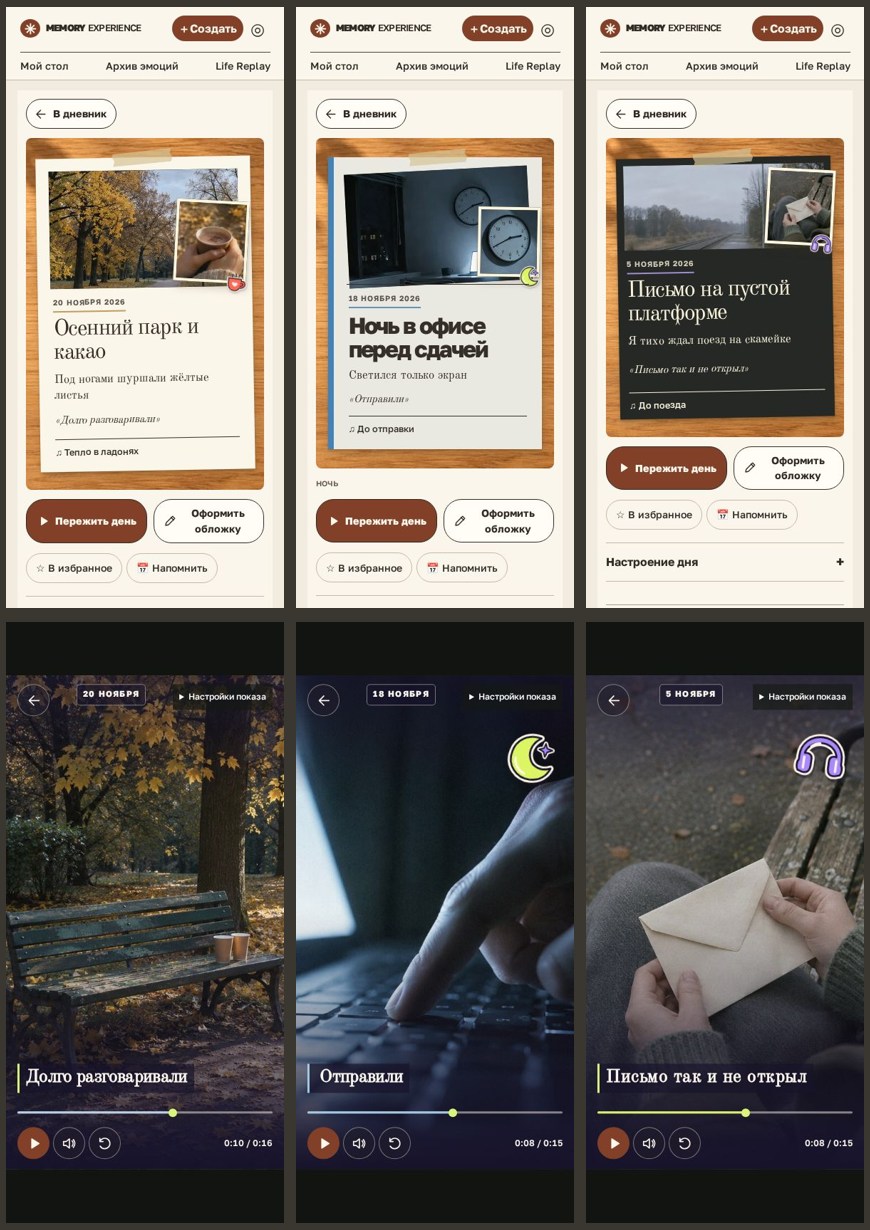 MEMORY EXPERIENCE
+ Создать
Мой стол
Архив эмоций
Life Replay
В дневник
20 НОЯБРЯ 2026
Осенний парк и
какао
Под ногами шуршали жёлтые
листья
«Долго разговаривали»
♫ Тепло в ладонях
Пережить день
Оформить
обложку
☆ В избранное
Напомнить
MEMORY EXPERIENCE
+ Создать
Мой стол
Архив эмоций
Life Replay
В дневник
18 НОЯБРЯ 2026
Ночь в офисе
перед сдачей
Светился только экран
«Отправили»
♫ До отправки
НОЧЬ
Пережить день
Оформить
обложку
☆ В избранное
Напомнить
MEMORY EXPERIENCE
+ Создать
Мой стол
Архив эмоций
Life Replay
В дневник
5 НОЯБРЯ 2026
Письмо на пустой
платформе
Я тихо ждал поезд на скамейке
«Письмо так и не открыл»
♫ До поезда
Пережить день
Оформить
обложку
☆ В избранное
Напомнить
Настроение дня +
20 НОЯБРЯ
Настройки показа
Долго разговаривали
0:10 / 0:16
18 НОЯБРЯ
Настройки показа
Отправили
0:08 / 0:15
5 НОЯБРЯ
Настройки показа
Письмо так и не открыл
0:08 / 0:15